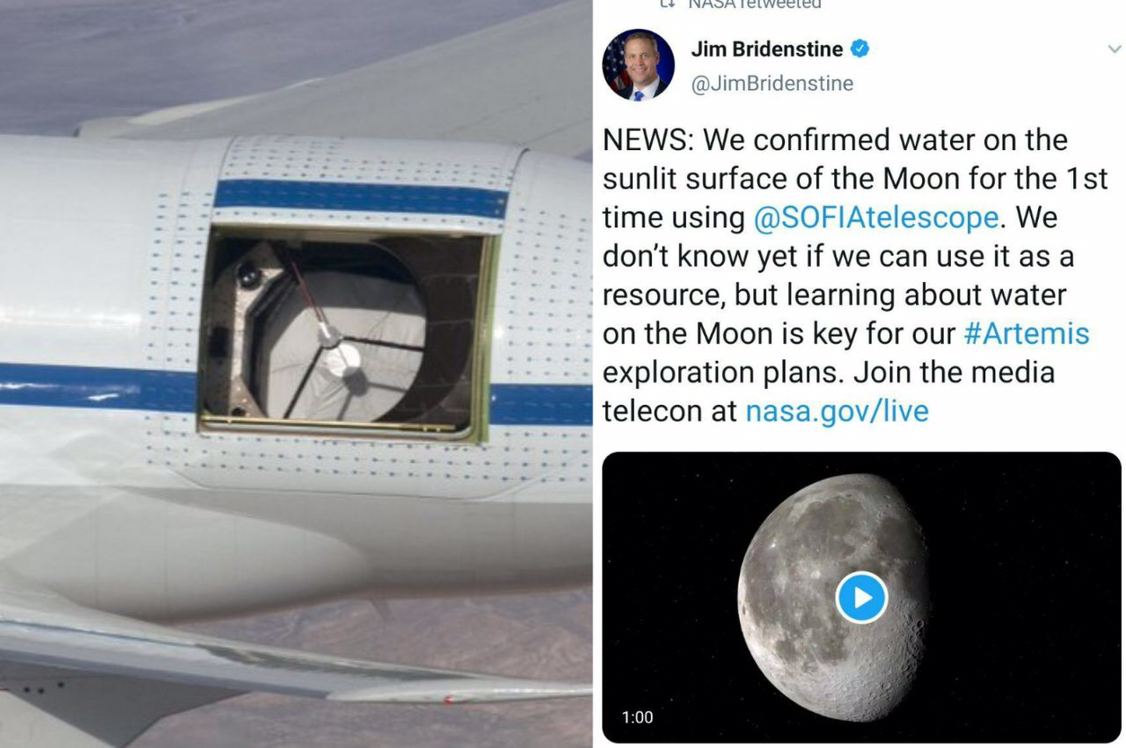 NASA retweeted
Jim Bridenstine
@JimBridenstine
NEWS: We confirmed water on the
sunlit surface of the Moon for the 1st
time using @SOFIAtelescope. We
don’t know yet if we can use it as a
resource, but learning about water
on the Moon is key for our #Artemis
exploration plans. Join the media
telecon at nasa.gov/live
1:00